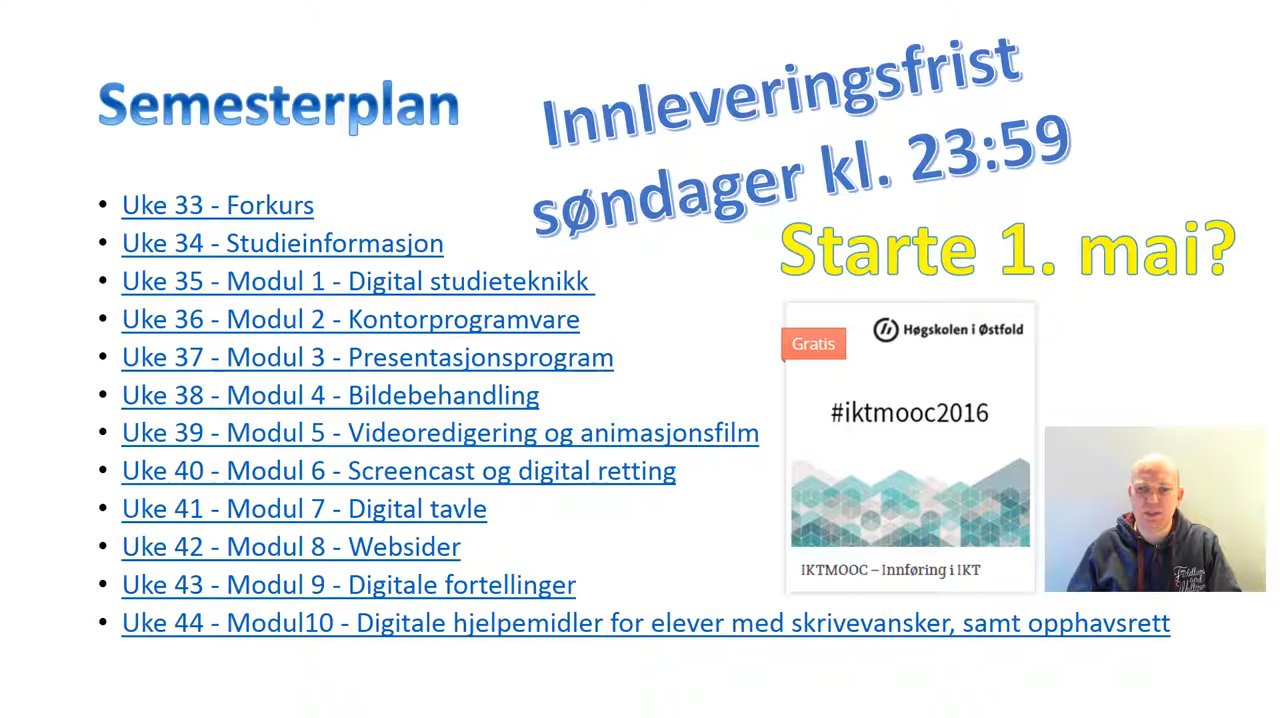 Semesterplan
Innleveringsfrist
søndager kl. 23:59
Starte 1. mai?
• Uke 33 - Forkurs
• Uke 34 - Studieinformasjon
• Uke 35 - Modul 1 - Digital studieteknikk
• Uke 36 - Modul 2 - Kontorprogramvare
• Uke 37 - Modul 3 - Presentasjonsprogram
• Uke 38 - Modul 4 - Bildebehandling
• Uke 39 - Modul 5 - Videoredigering og animasjonsfilm
• Uke 40 - Modul 6 - Screencast og digital retting
• Uke 41 - Modul 7 - Digital tavle
• Uke 42 - Modul 8 - Websider
• Uke 43 - Modul 9 - Digitale fortellinger
• Uke 44 - Modul10 - Digitale hjelpemidler for elever med skrivevansker, samt opphavsrett
Høgskolen i Østfold
Gratis
#iktmooc2016
IKTMOOC – Innføring i IKT